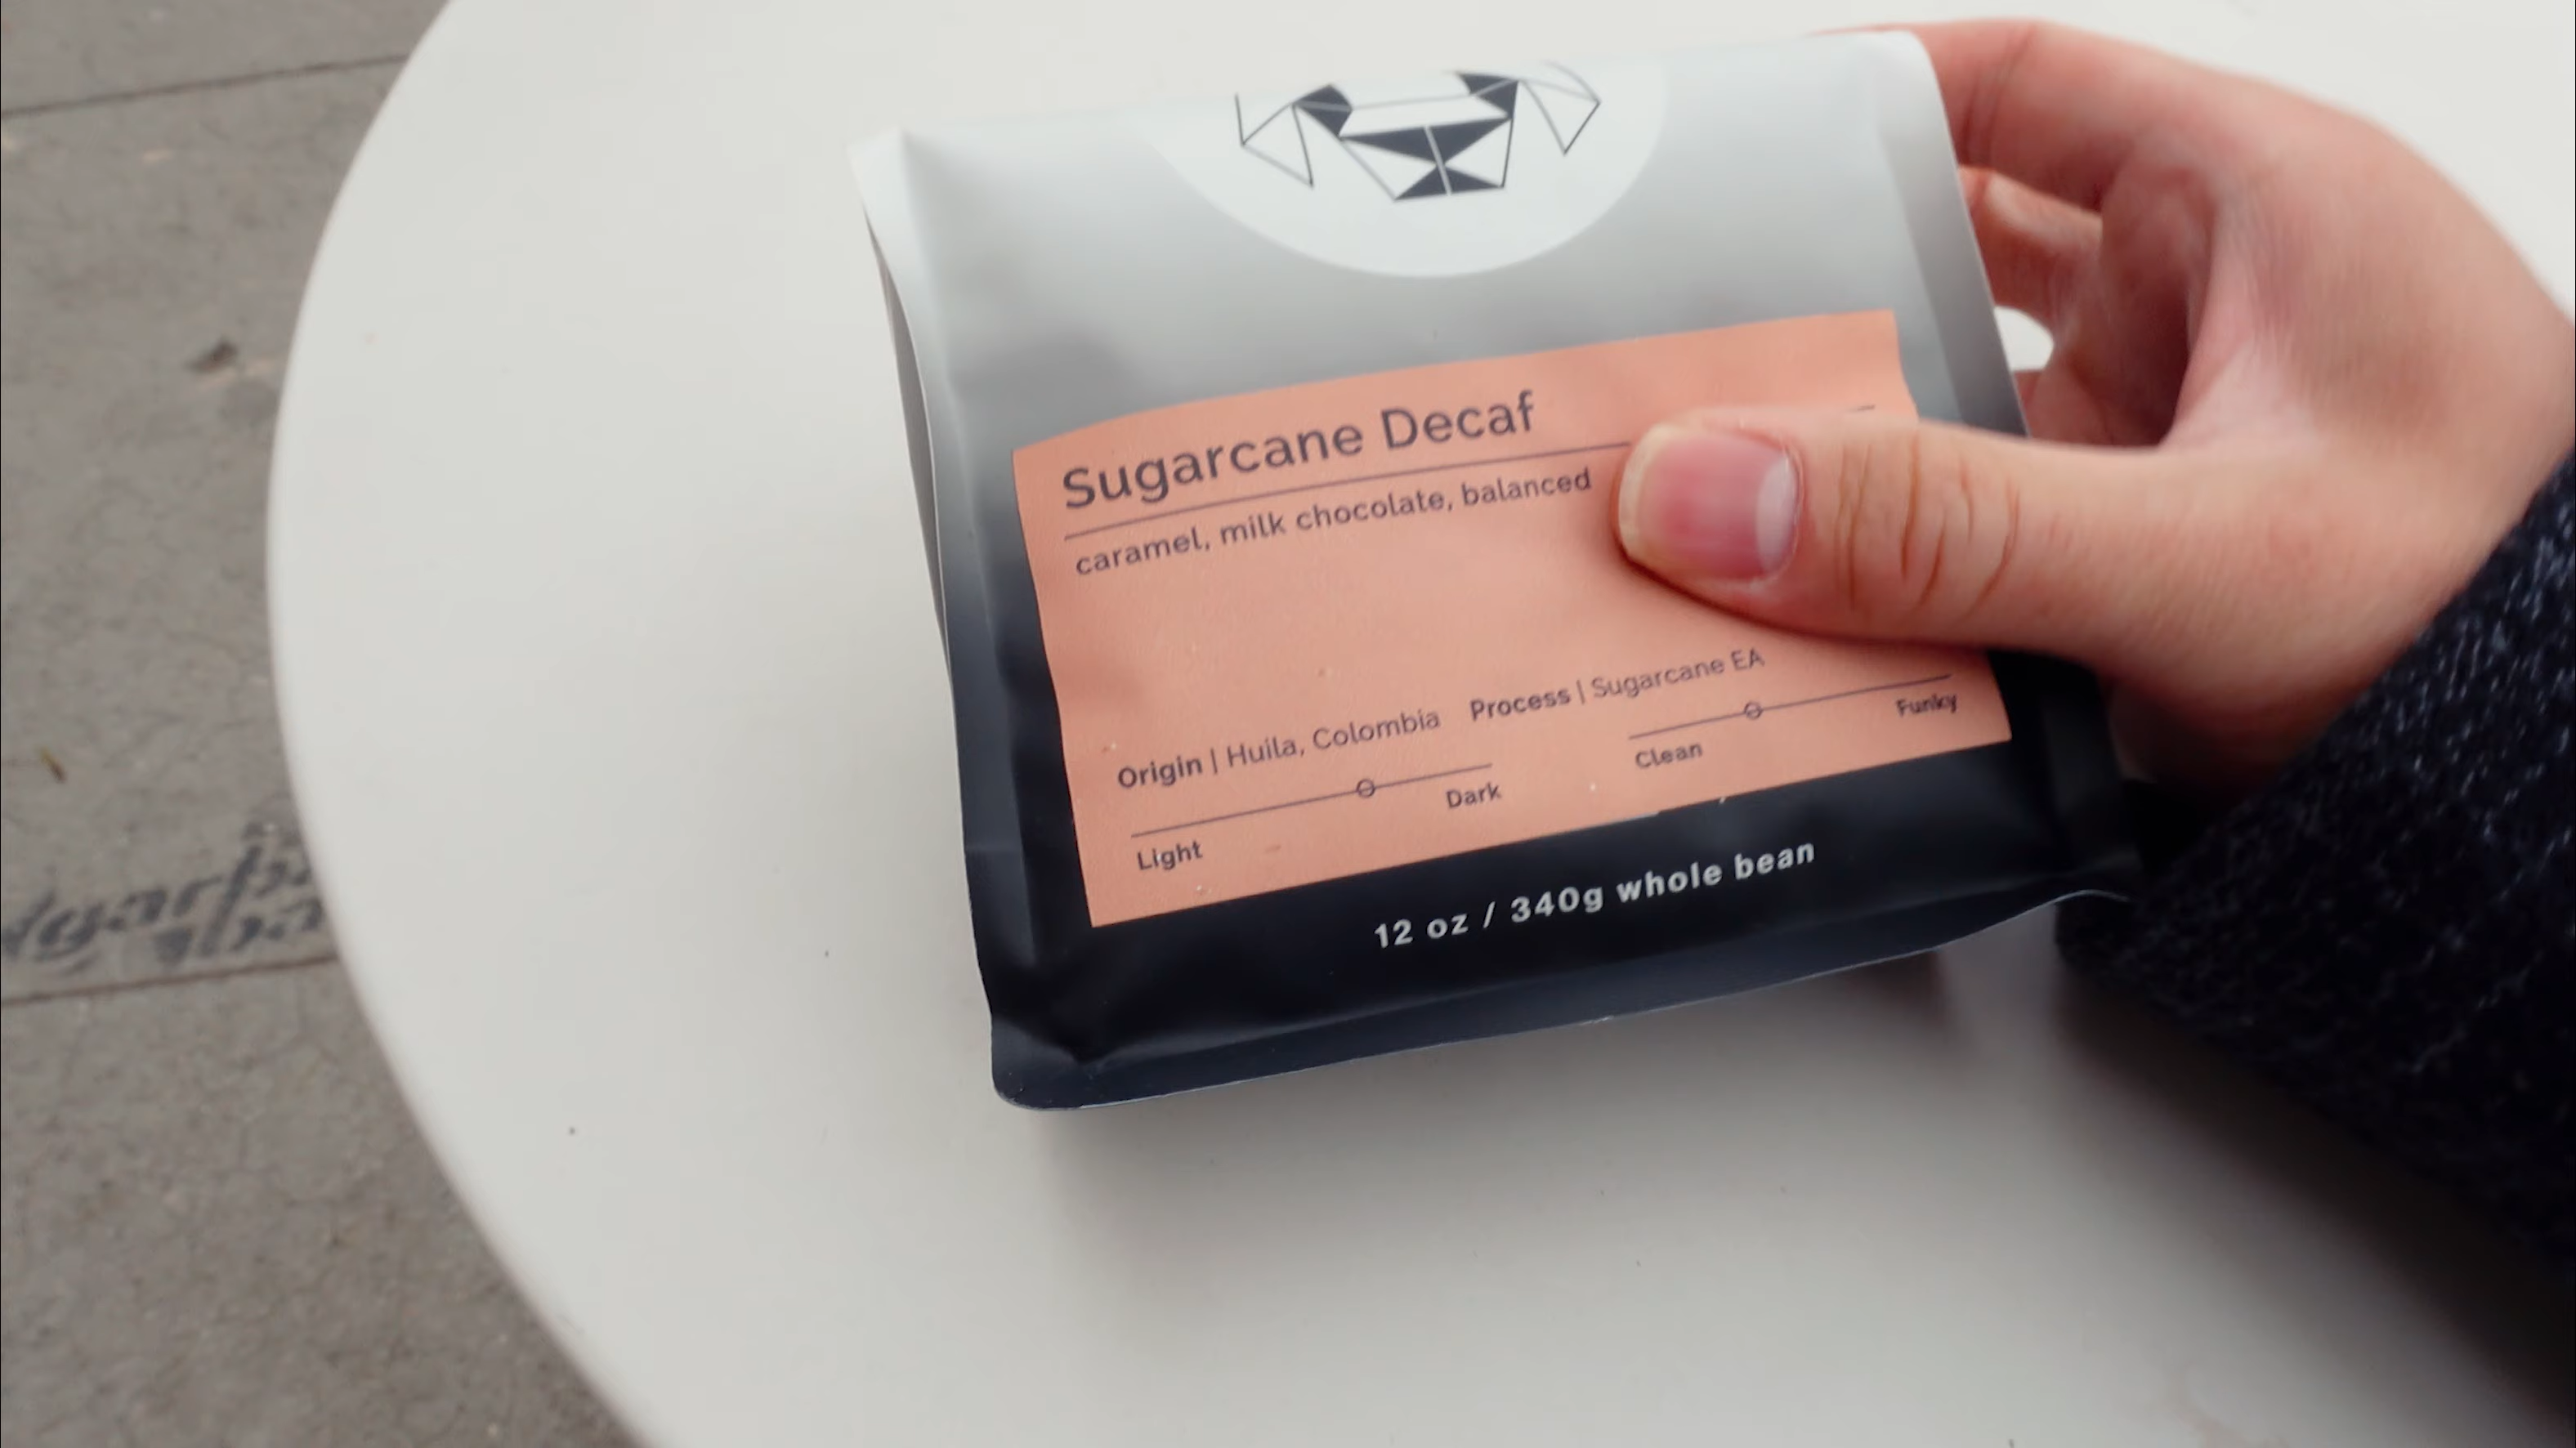 Sugarcane Decaf
caramel, milk chocolate, balanced
Origin | Huila, Colombia Process | Sugarcane EA
Light Dark Clean Funky
12 oz / 340g whole bean